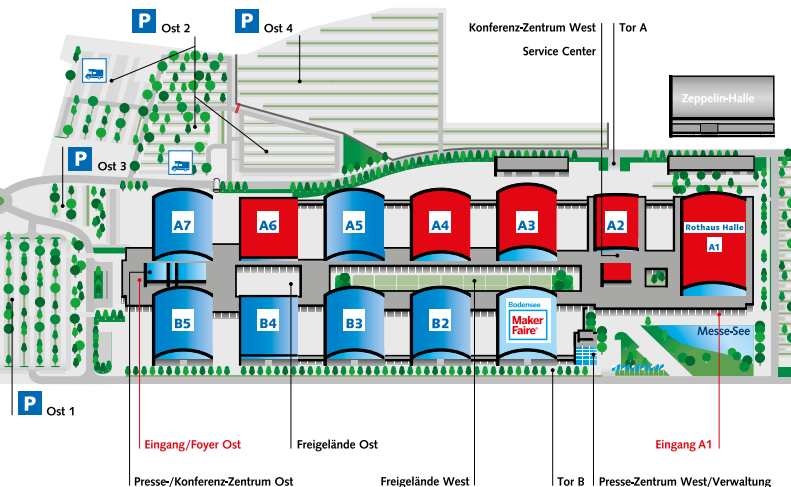 P Ost 2
P Ost 4
Konferenz-Zentrum West
Service Center
Tor A
Zeppelin-Halle
P Ost 3
A7
A6
A5
A4
A3
A2
Rothaus Halle
A1
B5
B4
B3
B2
Bodensee
Maker
Faire®
Messe-See
P Ost 1
Eingang/Foyer Ost
Freigelände Ost
Eingang A1
Presse-/Konferenz-Zentrum Ost
Freigelände West
Tor B
Presse-Zentrum West/Verwaltung